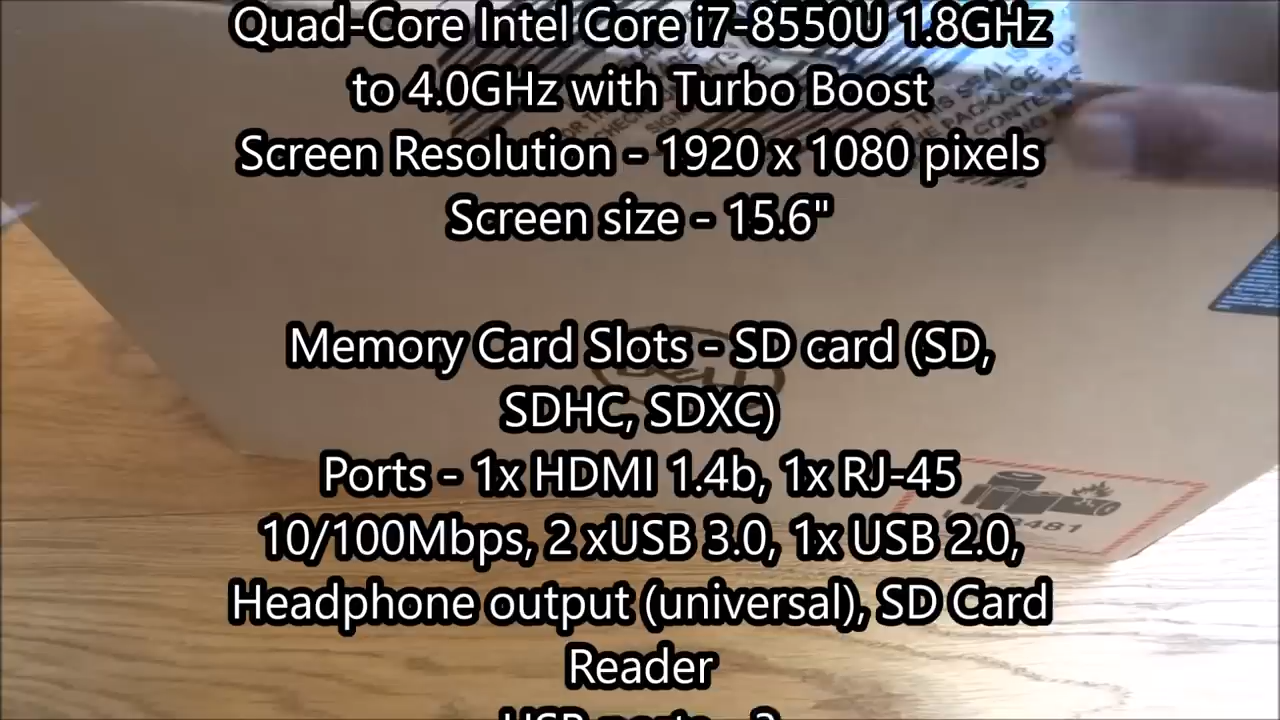 Quad-Core Intel Core i7-8550U 1.8GHz
to 4.0GHz with Turbo Boost
Screen Resolution - 1920 x 1080 pixels
Screen size - 15.6"
Memory Card Slots - SD card (SD,
SDHC, SDXC)
Ports - 1x HDMI 1.4b, 1x RJ-45
10/100Mbps, 2 xUSB 3.0, 1x USB 2.0,
Headphone output (universal), SD Card
Reader
DELL